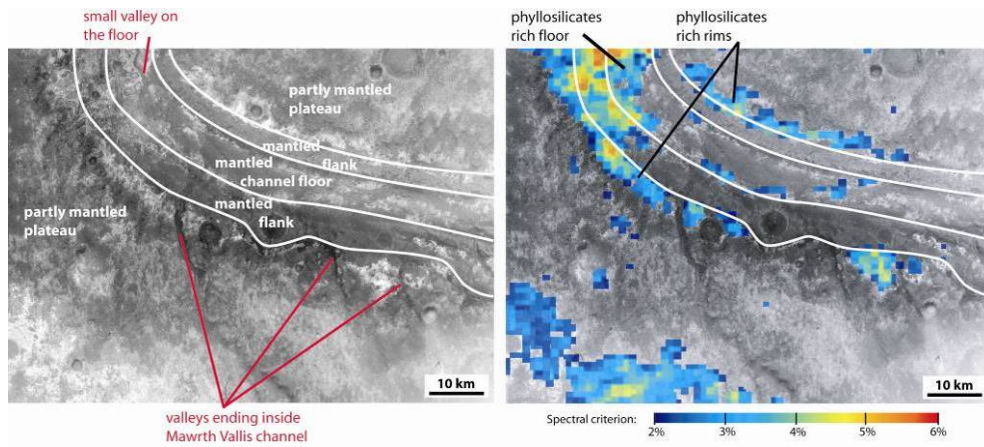 small valley on
the floor
partly mantled
plateau
mantled
flank
mantled
channel floor
mantled
flank
partly mantled
plateau
10 km
valleys ending inside
Mawrth Vallis channel
phyllosilicates
rich floor
phyllosilicates
rich rims
10 km
Spectral criterion:
2% 3% 4% 5% 6%